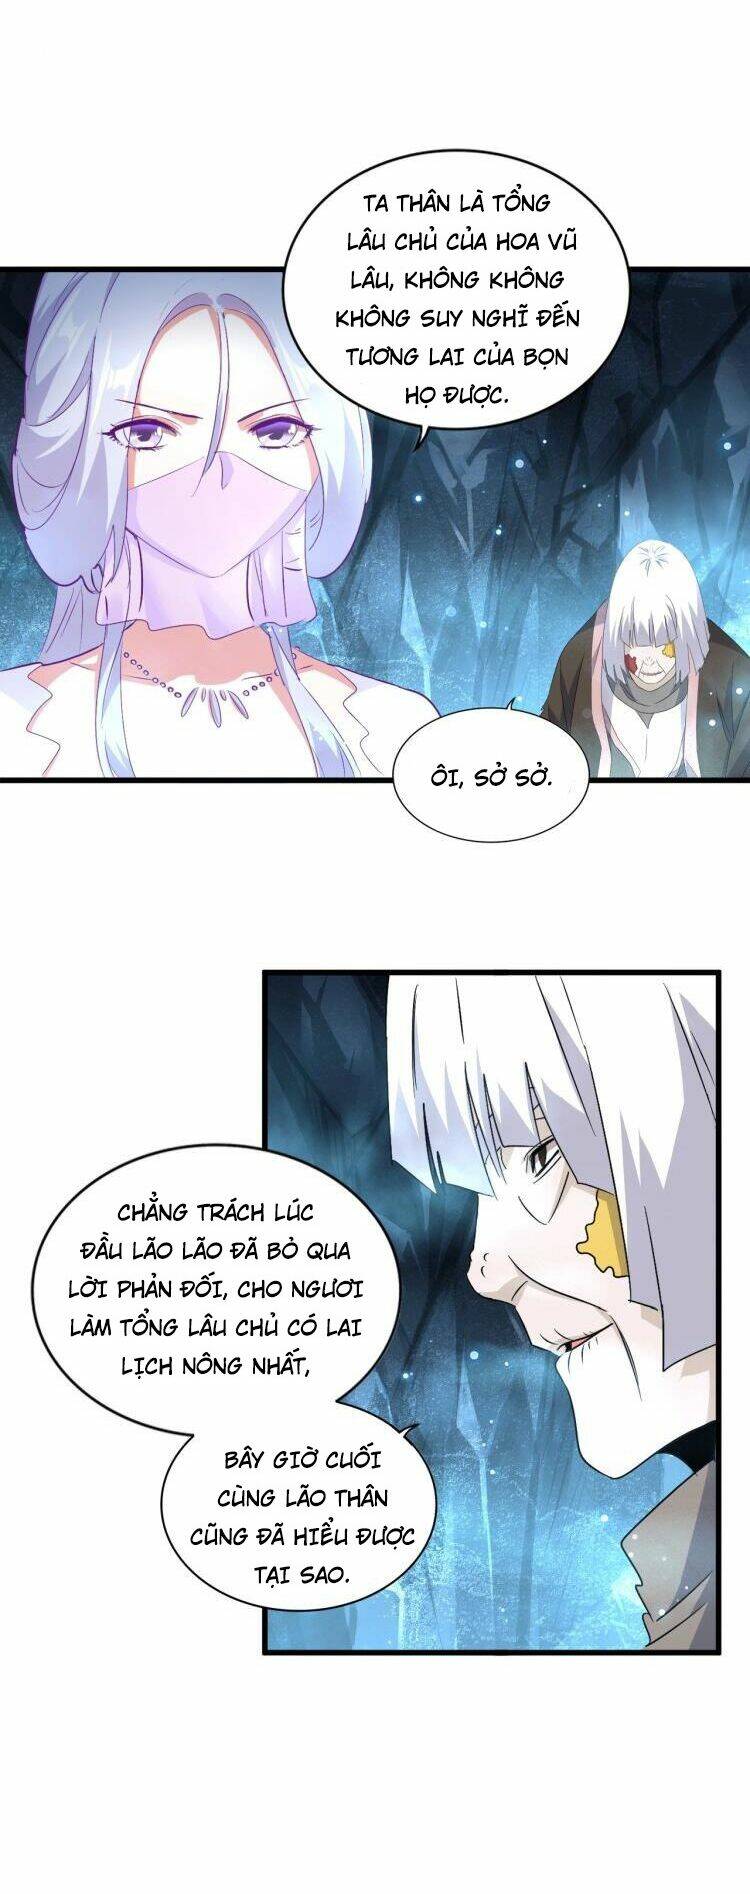 TA THÂN LÀ TỔNG
LÂU CHỦ CỦA HOA VŨ
LÂU, KHÔNG KHÔNG
KHÔNG SUY NGHĨ ĐẾN
TƯƠNG LAI CỦA BỌN
HỌ ĐƯỢC.
ÔI, SỞ SỞ.
CHẲNG TRÁCH LÚC
ĐẦU LÃO LÃO ĐÃ BỎ QUA
LỜI PHẢN ĐỐI, CHO NGƯƠI
LÀM TỔNG LÂU CHỦ CÓ LAI
LỊCH NÔNG NHẤT,
BÂY GIỜ CUỐI
CÙNG LÃO THÂN
CŨNG ĐÃ HIỂU ĐƯỢC
TẠI SAO.